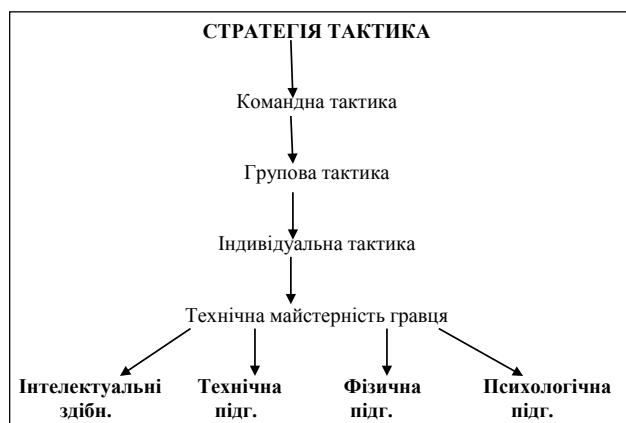 СТРАТЕГІЯ ТАКТИКА
Командна тактика
Групова тактика
Індивідуальна тактика
Технічна майстерність гравця
Інтелектуальні здібн.
Технічна підг.
Фізична підг.
Психологічна підг.